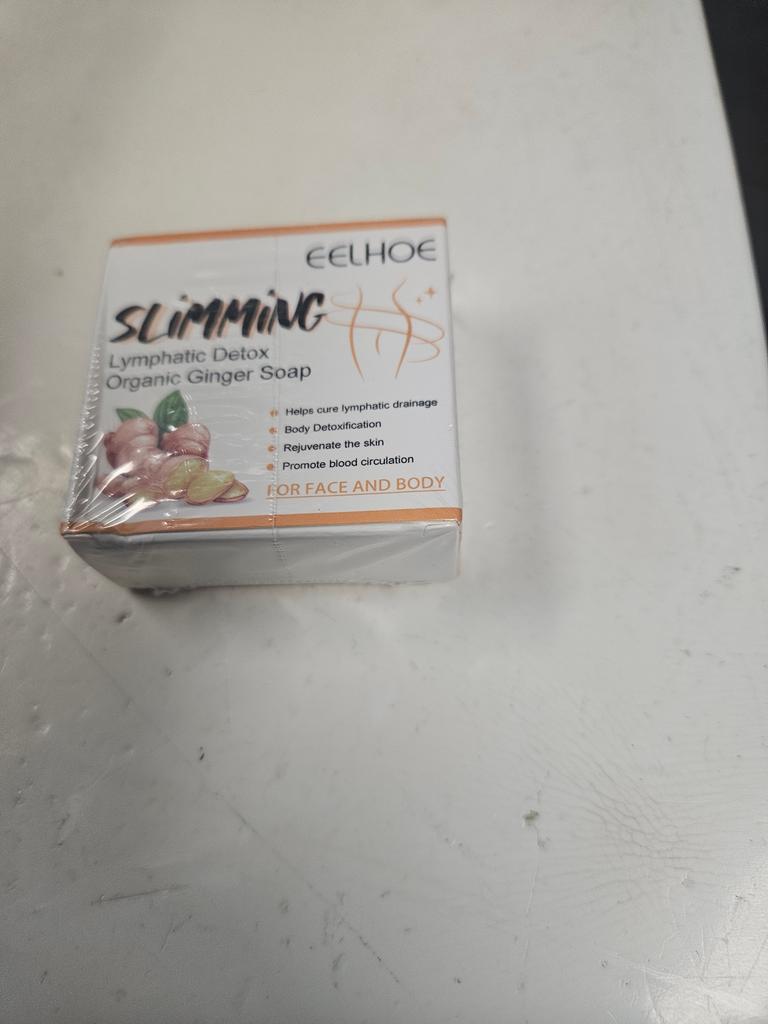 EELHOE
SLiMMiNG
Lymphatic Detox
Organic Ginger Soap
Helps cure lymphatic drainage
Body Detoxification
Rejuvenate the skin
Promote blood circulation
FOR FACE AND BODY